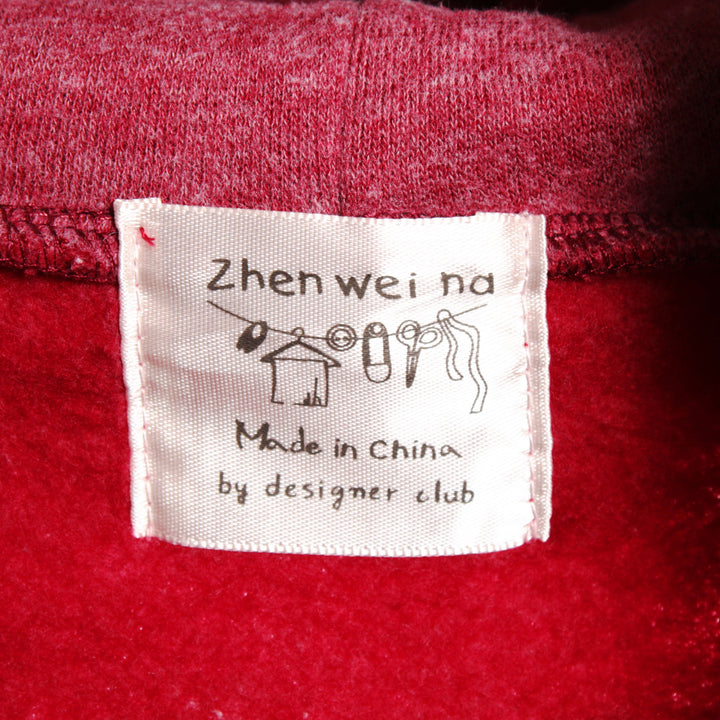 Zhen wei na
Made in China
by designer club